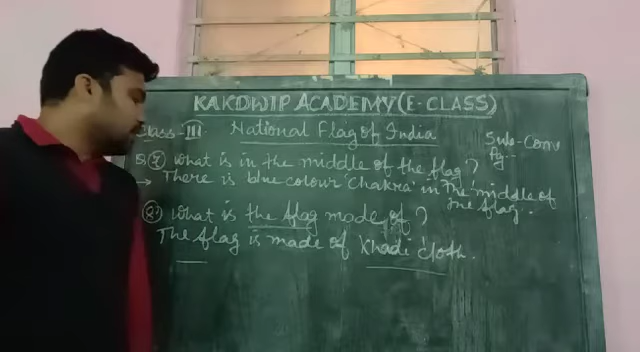 KAKDWIP ACADEMY (E-CLASS)
Class-III National Flag of India
Sub-Conv
what is in the middle of the flag?
→ There is blue colour 'Chakra' in The middle of
the flag.
what is the flag made of?
The flag is made of Khadi cloth.